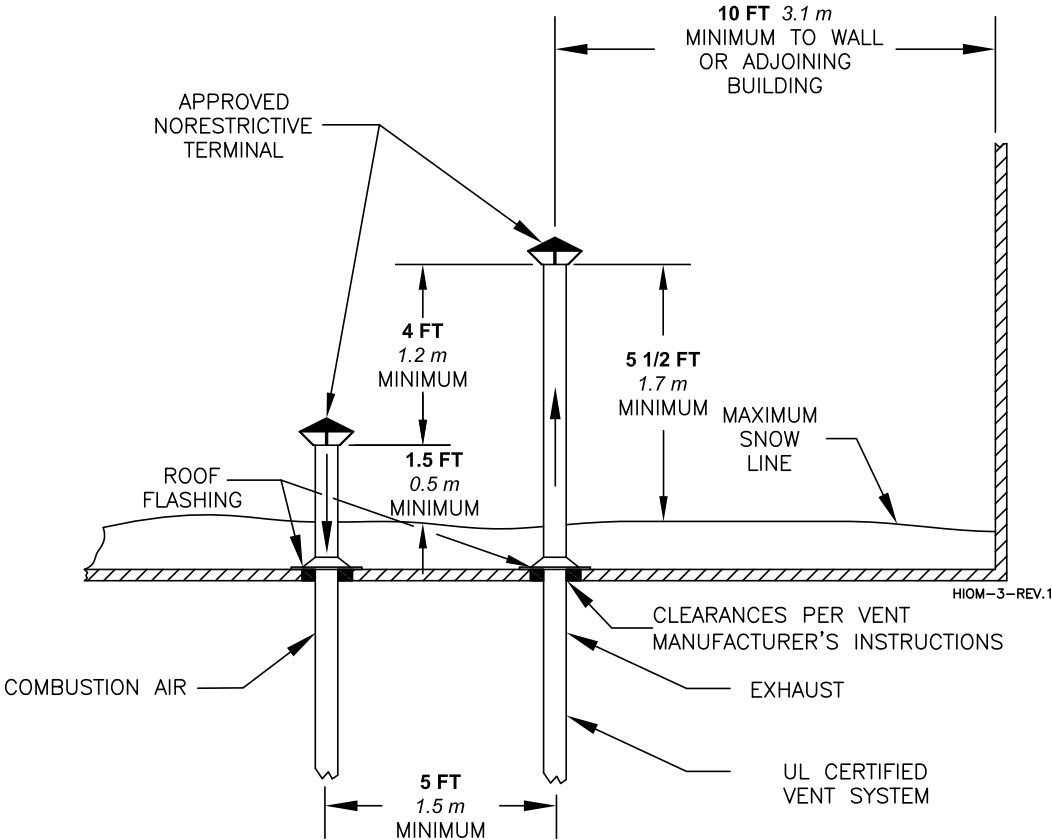 10 FT 3.1 m
MINIMUM TO WALL
OR ADJOINING
BUILDING
APPROVED
NORESTRICTIVE
TERMINAL
4 FT
1.2 m
MINIMUM
5 1/2 FT
1.7 m
MINIMUM
MAXIMUM
SNOW
LINE
1.5 FT
0.5 m
MINIMUM
ROOF
FLASHING
HIOM-3-REV.1
CLEARANCES PER VENT
MANUFACTURER'S INSTRUCTIONS
COMBUSTION AIR
EXHAUST
UL CERTIFIED
VENT SYSTEM
5 FT
1.5 m
MINIMUM